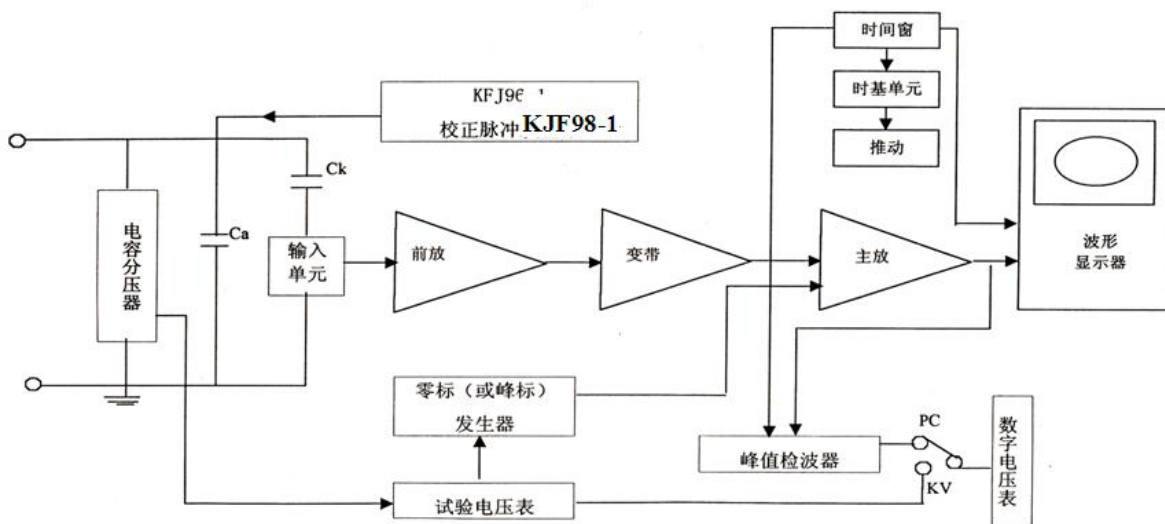 时间窗
时基单元
推动
校正脉冲KJF98-1
Ck
Ca
电容分压器
输入
单元
前放
变带
主放
波形
显示器
零标（或峰标）
发生器
PC
峰值检波器
KV
数字电压表
试验电压表